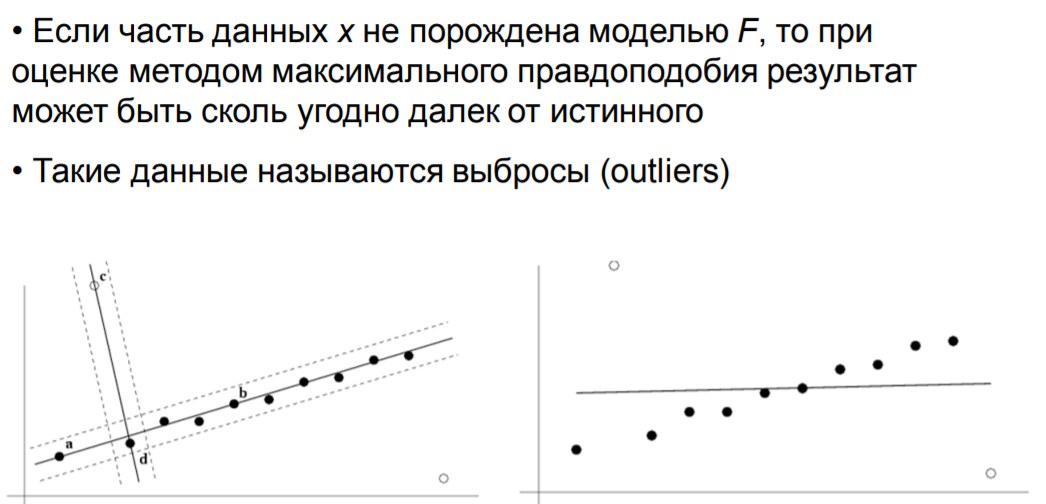 • Если часть данных x не порождена моделью F, то при
оценке методом максимального правдоподобия результат
может быть сколь угодно далек от истинного
• Такие данные называются выбросы (outliers)
c
b
a
d